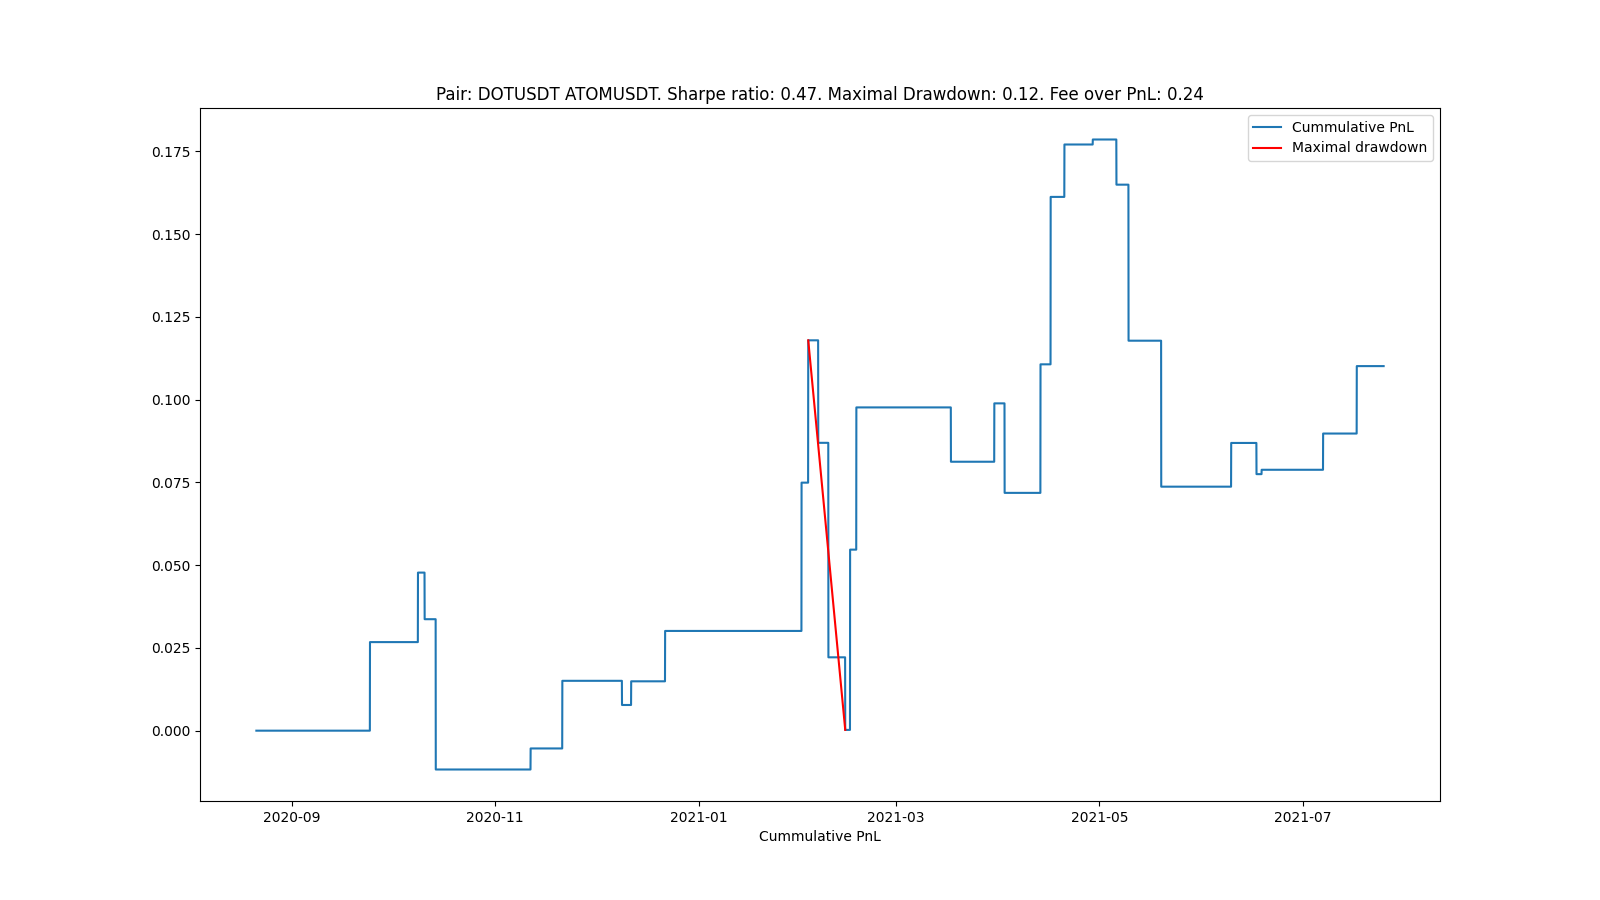 Pair: DOTUSDT ATOMUSDT. Sharpe ratio: 0.47. Maximal Drawdown: 0.12. Fee over PnL: 0.24
Cummulative PnL
Maximal drawdown
0.175
0.150
0.125
0.100
0.075
0.050
0.025
0.000
2020-09 2020-11 2021-01 2021-03 2021-05 2021-07
Cummulative PnL